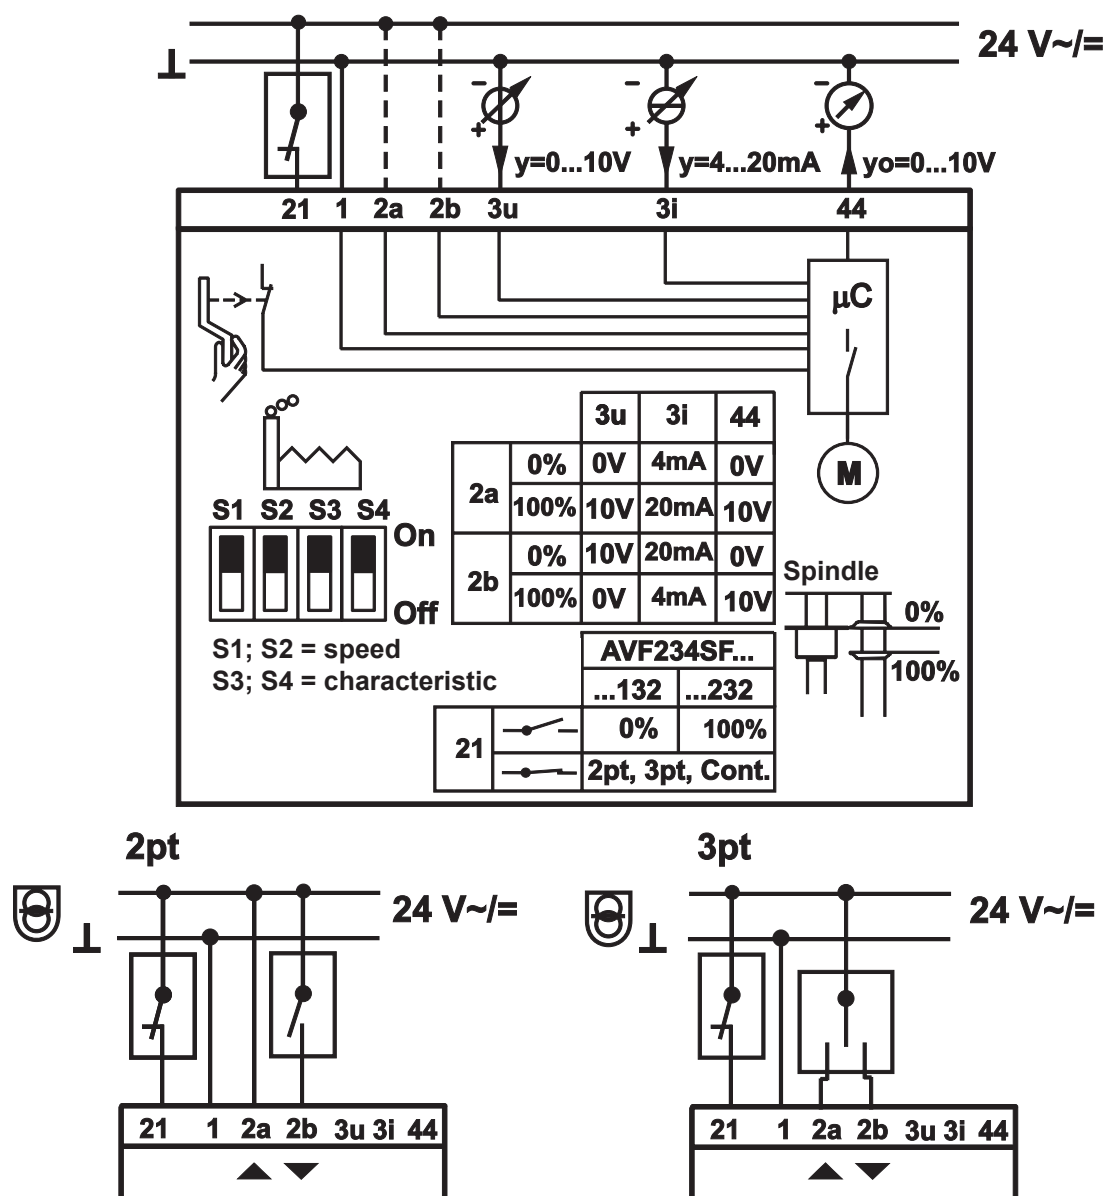 24 V~/=
⊥
− − −
+ + +
y=0...10V y=4...20mA yo=0...10V
21 1 2a 2b 3u 3i 44
µC
3u 3i 44
2a 0% 0V 4mA 0V
100% 10V 20mA 10V
2b 0% 10V 20mA 0V
100% 0V 4mA 10V
M
S1 S2 S3 S4
On
Off
S1; S2 = speed
S3; S4 = characteristic
Spindle
0%
100%
AVF234SF...
...132 ...232
21 0% 100%
2pt, 3pt, Cont.
2pt
24 V~/=
⊥
21 1 2a 2b 3u 3i 44
3pt
24 V~/=
⊥
21 1 2a 2b 3u 3i 44